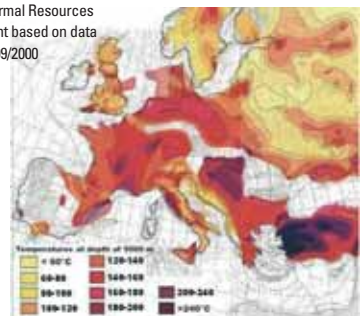 rmal Resources
nt based on data
9/2000
Temperatures at depth of 5000 m
< 60°C
60-80
80-100
100-120
120-140
140-160
160-180
180-200
200-240
>240°C